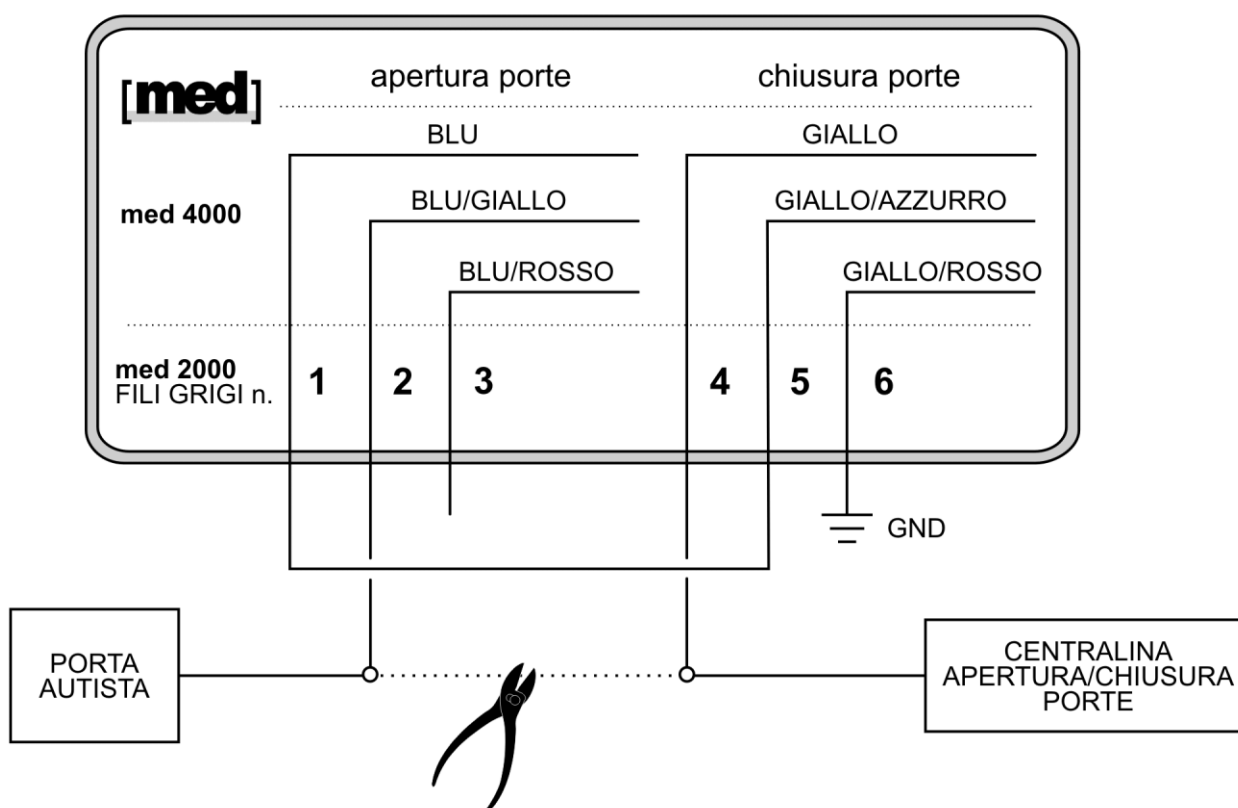 [med]
apertura porte
chiusura porte
BLU
GIALLO
med 4000
BLU/GIALLO
GIALLO/AZZURRO
BLU/ROSSO
GIALLO/ROSSO
med 2000
FILI GRIGI n.
1 2 3 4 5 6
GND
PORTA
AUTISTA
CENTRALINA
APERTURA/CHIUSURA
PORTE